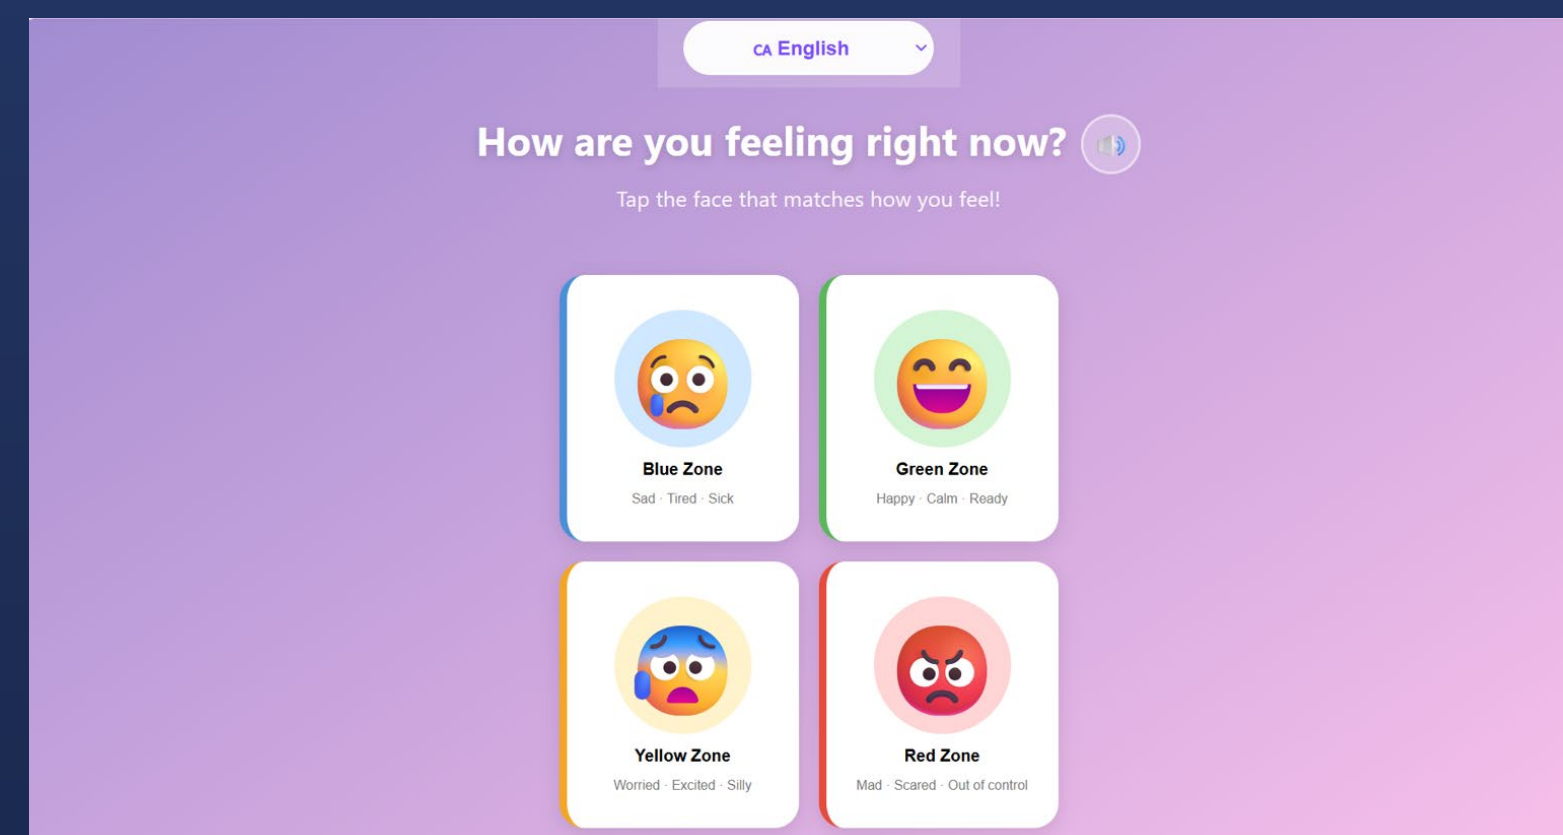 CA English
How are you feeling right now?
Tap the face that matches how you feel!
Blue Zone
Sad · Tired · Sick
Green Zone
Happy · Calm · Ready
Yellow Zone
Worried · Excited · Silly
Red Zone
Mad · Scared · Out of control